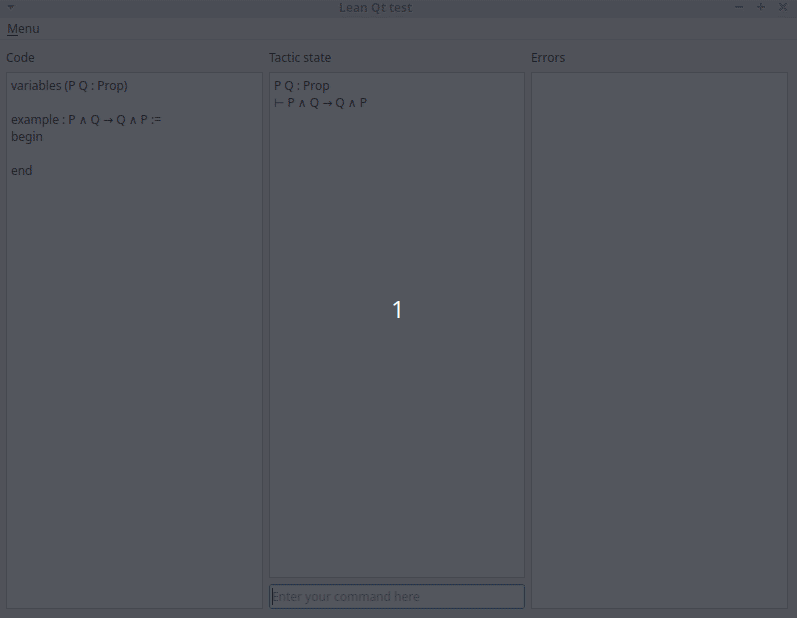 Lean Qt test
Menu
Code
variables (P Q : Prop)
example : P ∧ Q → Q ∧ P :=
begin
end
Tactic state
P Q : Prop
⊢ P ∧ Q → Q ∧ P
1
Enter your command here
Errors